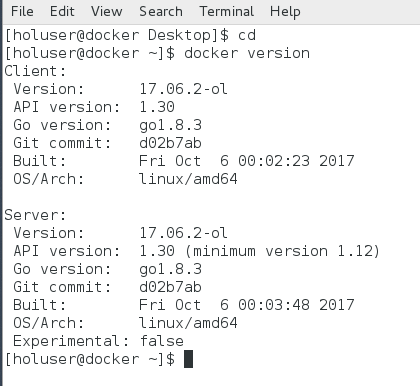 File Edit View Search Terminal Help
[holuser@docker Desktop]$ cd
[holuser@docker ~]$ docker version
Client:
 Version:      17.06.2-ol
 API version:  1.30
 Go version:   go1.8.3
 Git commit:   d02b7ab
 Built:        Fri Oct  6 00:02:23 2017
 OS/Arch:      linux/amd64

Server:
 Version:      17.06.2-ol
 API version:  1.30 (minimum version 1.12)
 Go version:   go1.8.3
 Git commit:   d02b7ab
 Built:        Fri Oct  6 00:03:48 2017
 OS/Arch:      linux/amd64
 Experimental: false
[holuser@docker ~]$